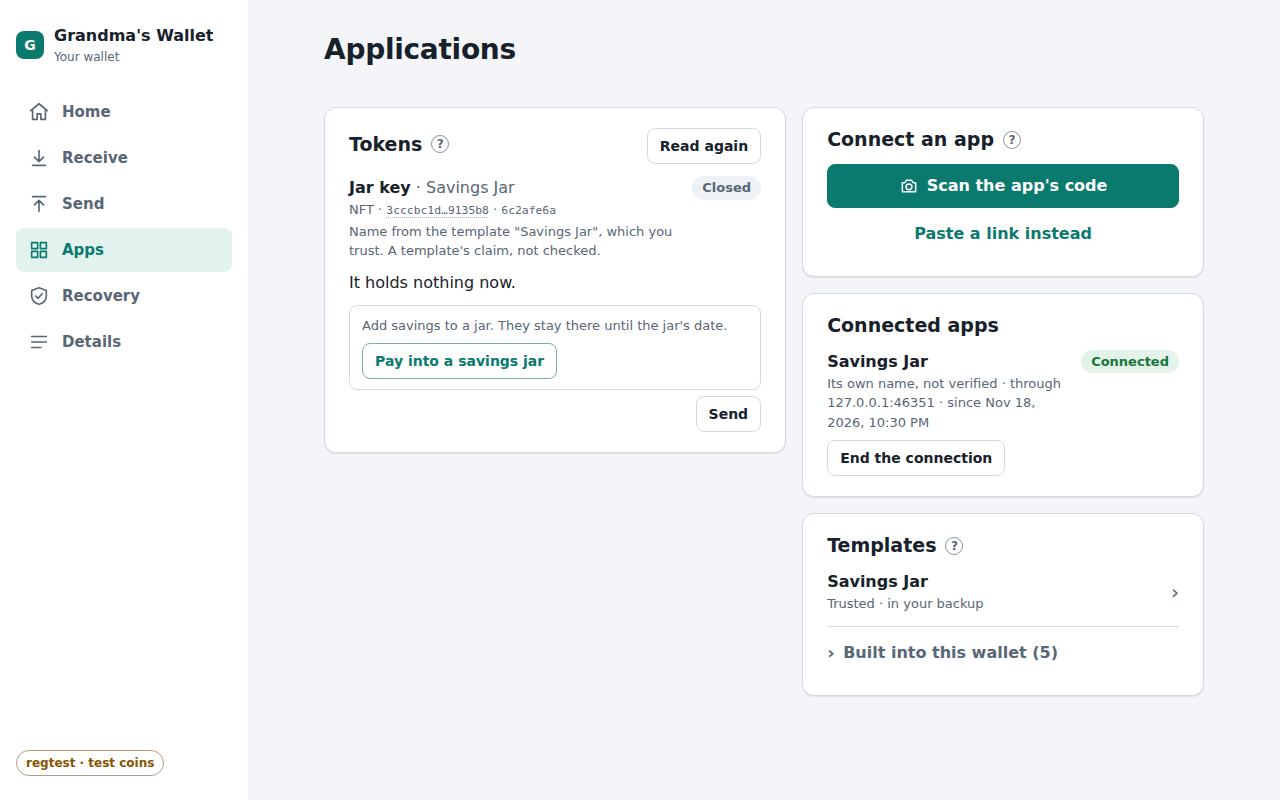 G
Grandma's Wallet
Your wallet
Home
Receive
Send
Apps
Recovery
Details
regtest · test coins
Applications
Tokens ?
Read again
Jar key · Savings Jar
Closed
NFT · 3cccbc1d…9135b8 · 6c2afe6a
Name from the template "Savings Jar", which you
trust. A template's claim, not checked.
It holds nothing now.
Add savings to a jar. They stay there until the jar's date.
Pay into a savings jar
Send
Connect an app ?
Scan the app's code
Paste a link instead
Connected apps
Savings Jar
Connected
Its own name, not verified · through
127.0.0.1:46351 · since Nov 18,
2026, 10:30 PM
End the connection
Templates ?
Savings Jar
Trusted · in your backup
›
› Built into this wallet (5)